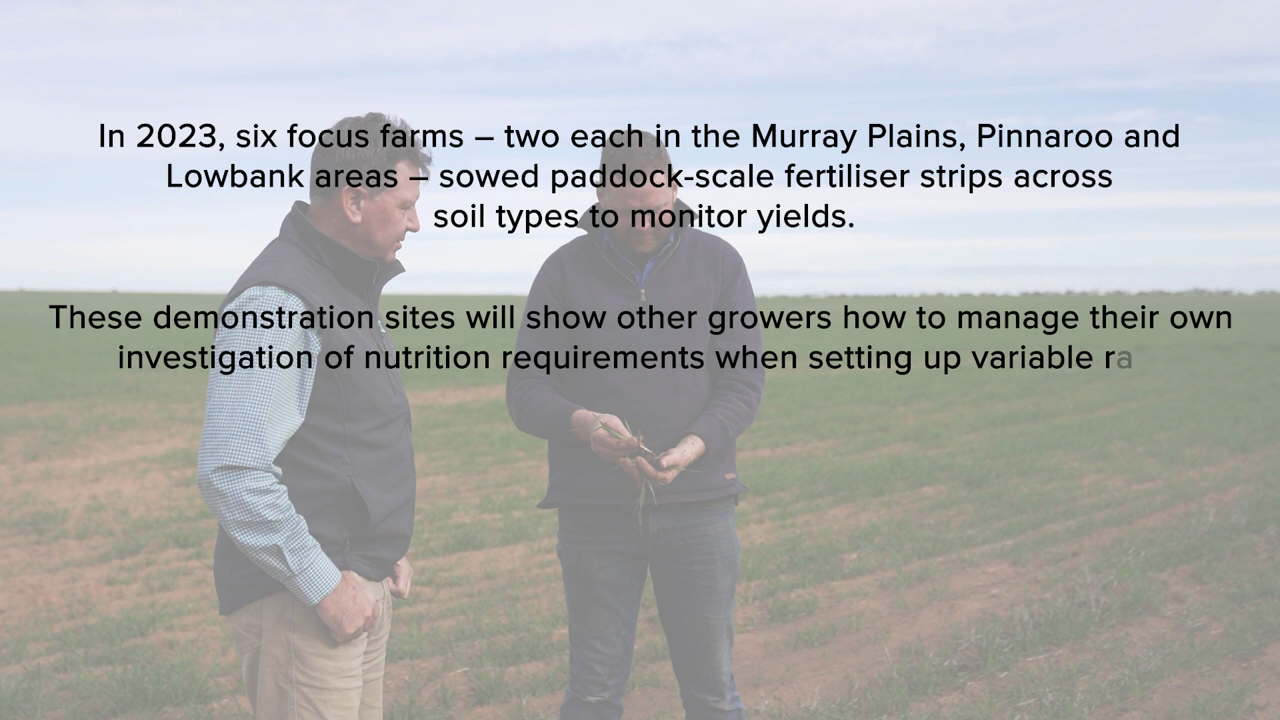 In 2023, six focus farms – two each in the Murray Plains, Pinnaroo and
Lowbank areas – sowed paddock-scale fertiliser strips across
soil types to monitor yields.
These demonstration sites will show other growers how to manage their own
investigation of nutrition requirements when setting up variable ra